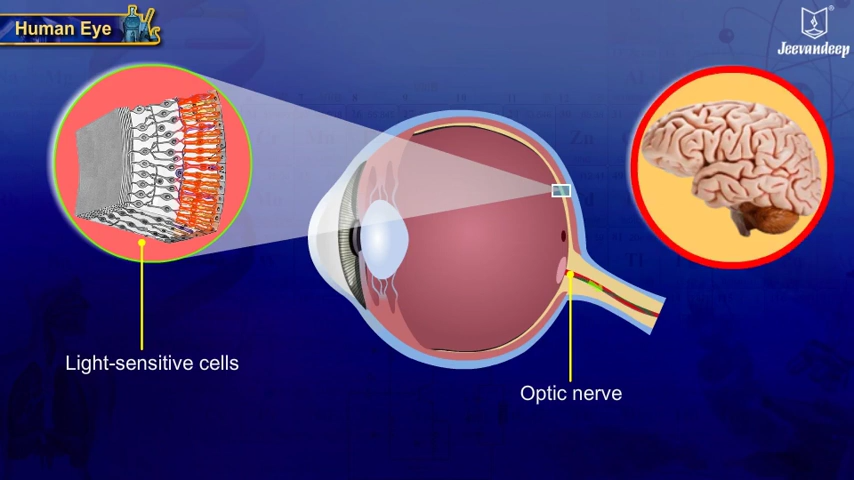 Human Eye
Jeevandeep
Light-sensitive cells
Optic nerve